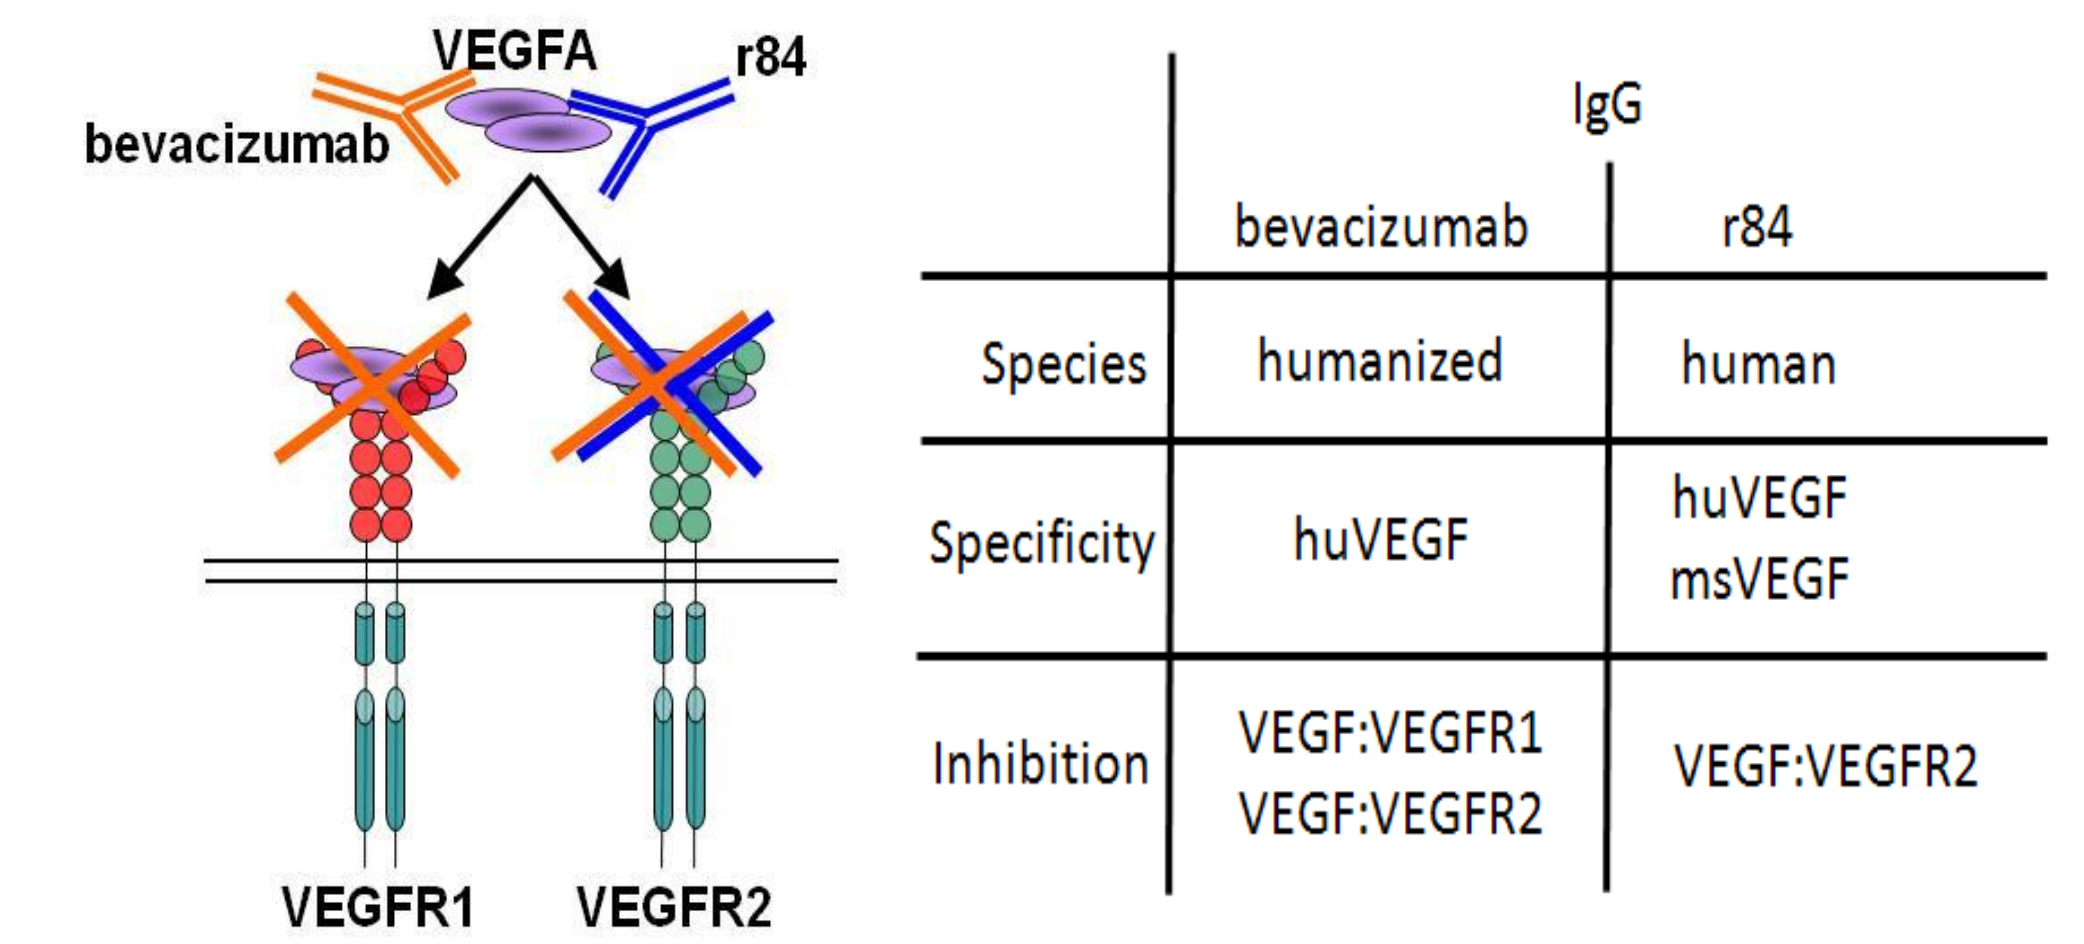 VEGFA
r84
bevacizumab
VEGFR1
VEGFR2
IgG
bevacizumab r84
Species humanized human
Specificity huVEGF huVEGF
msVEGF
Inhibition VEGF:VEGFR1
VEGF:VEGFR2 VEGF:VEGFR2